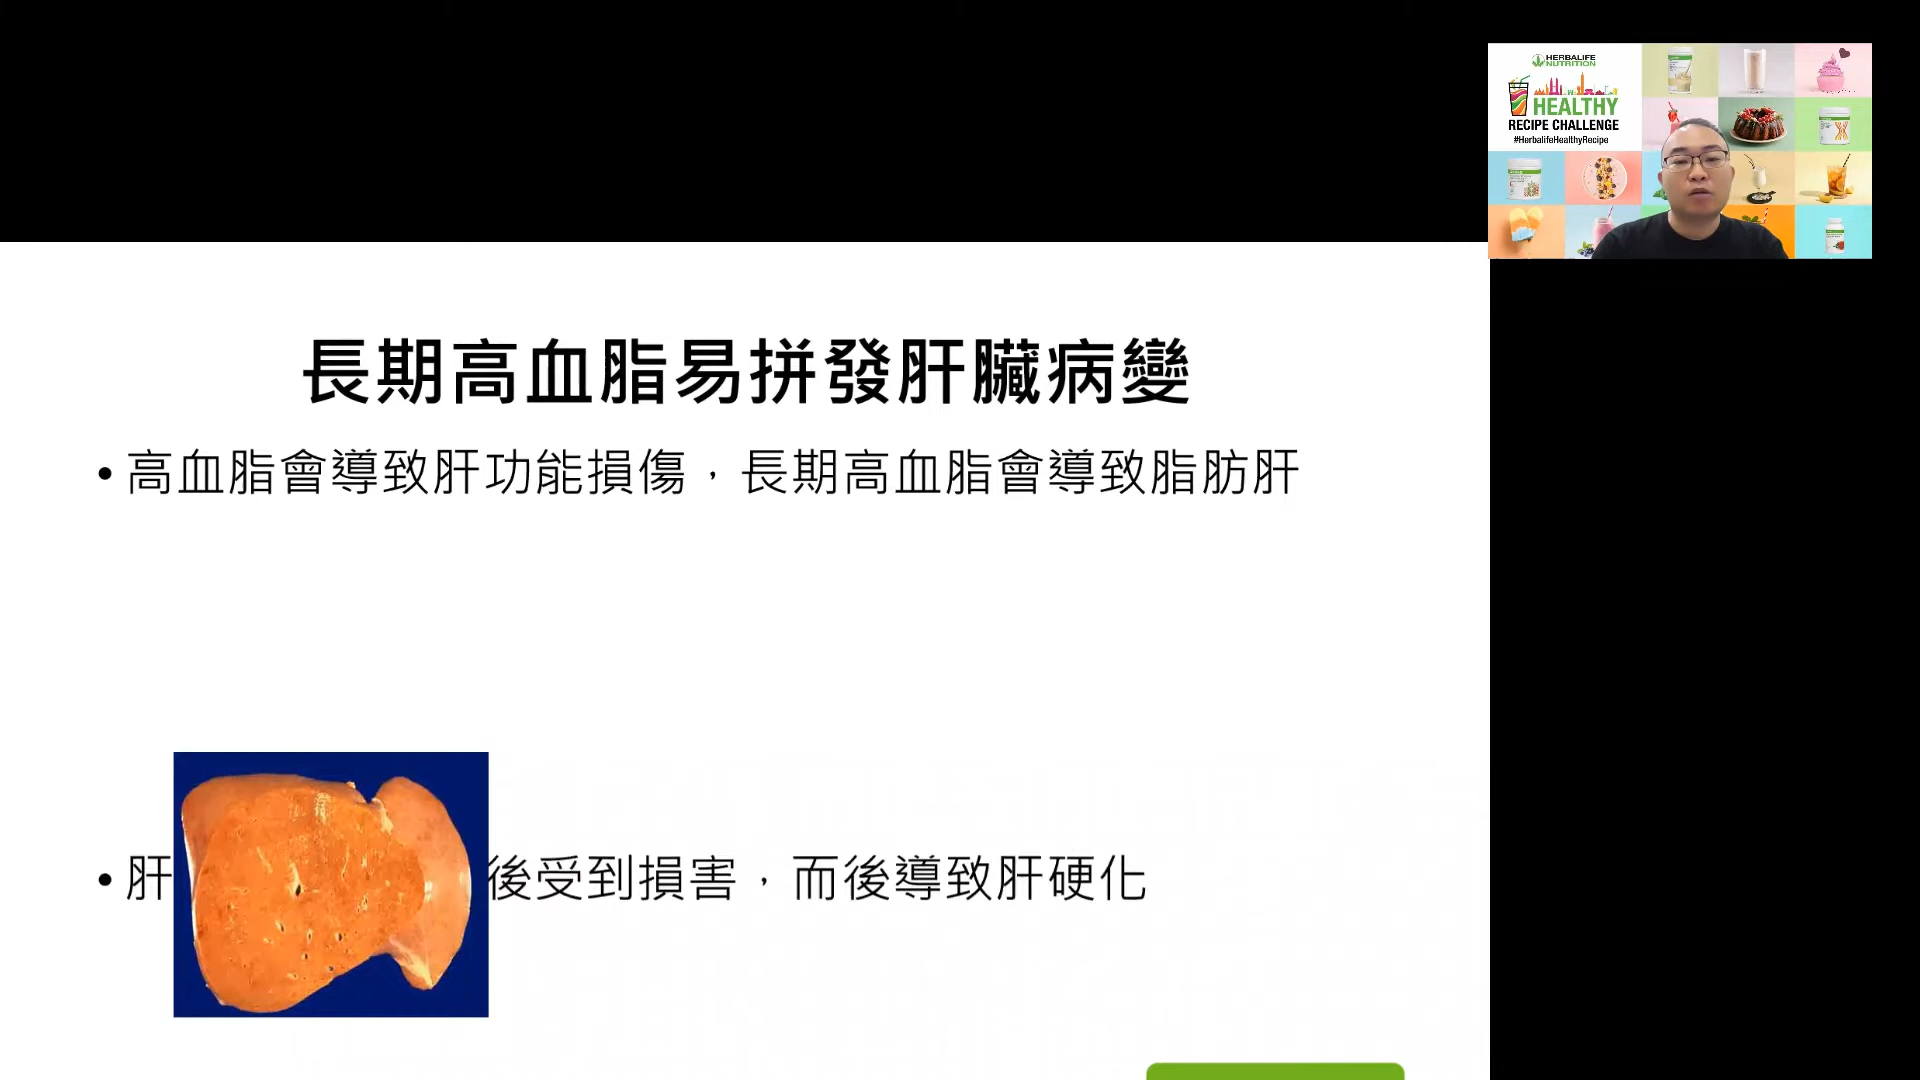 HERBALIFE
NUTRITION
HEALTHY
RECIPE CHALLENGE
#HerbalifeHealthyRecipe
長期高血脂易拼發肝臟病變
• 高血脂會導致肝功能損傷，長期高血脂會導致脂肪肝
• 肝
後受到損害，而後導致肝硬化